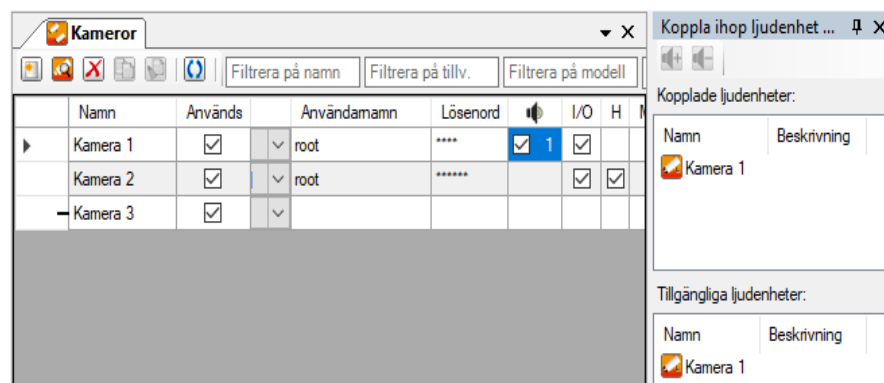 Kameror
Filtrera på namn Filtrera på tillv. Filtrera på modell
Namn Används Användarnamn Lösenord I/O H
Kamera 1 root **** 1
Kamera 2 root ******
Kamera 3
Koppla ihop ljudenhet ...
Kopplade ljudenheter:
Namn Beskrivning
Kamera 1
Tillgängliga ljudenheter:
Namn Beskrivning
Kamera 1